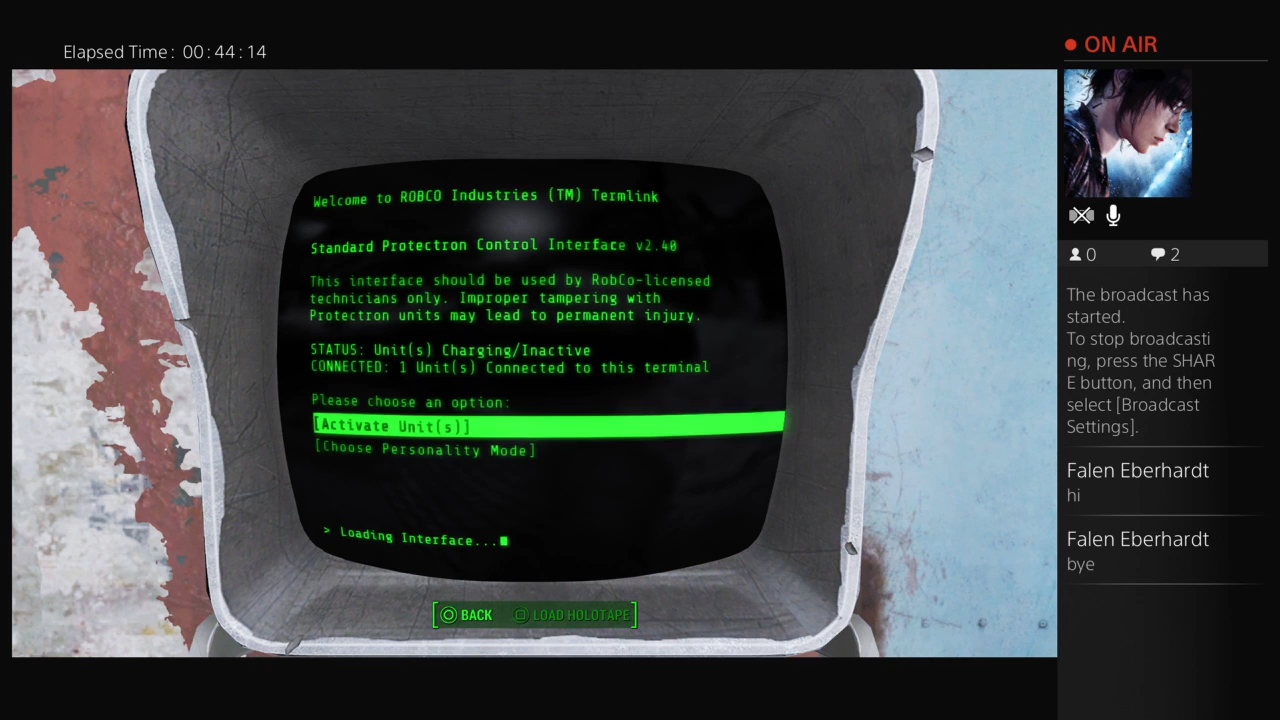 Elapsed Time: 00:44:14
ON AIR
Welcome to ROBCO Industries (TM) Termlink
Standard Protectron Control Interface v2.40
This interface should be used by RobCo-licensed
technicians only. Improper tampering with
Protectron units may lead to permanent injury.
STATUS: Unit(s) Charging/Inactive
CONNECTED: 1 Unit(s) Connected to this terminal
Please choose an option:
[Activate Unit(s)]
[Choose Personality Mode]
> Loading Interface...
BACK
LOAD HOLOTAPE
0
2
The broadcast has
started.
To stop broadcasti
ng, press the SHAR
E button, and then
select [Broadcast
Settings].
Falen Eberhardt
hi
Falen Eberhardt
bye